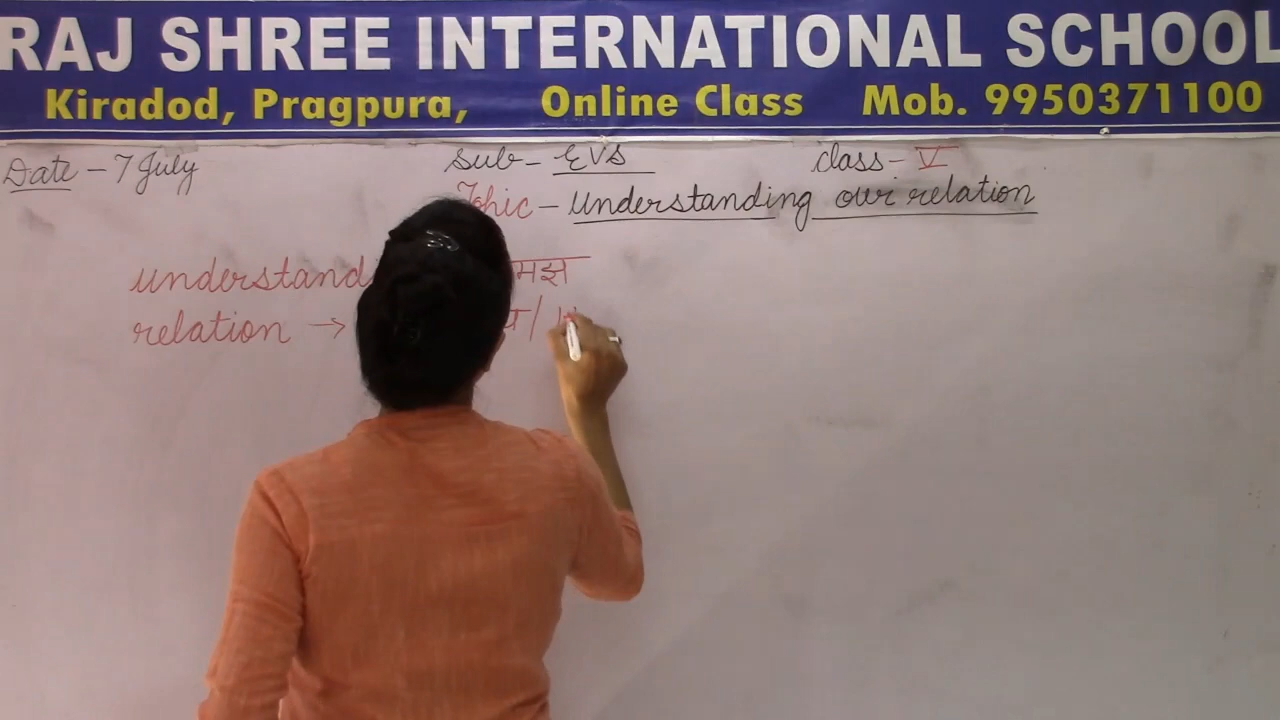 RAJ SHREE INTERNATIONAL SCHOOL
Kiradod, Pragpura, Online Class Mob. 9950371100
Date - 7 July Sub - EVS class - V
Topic - understanding our relation
relation →